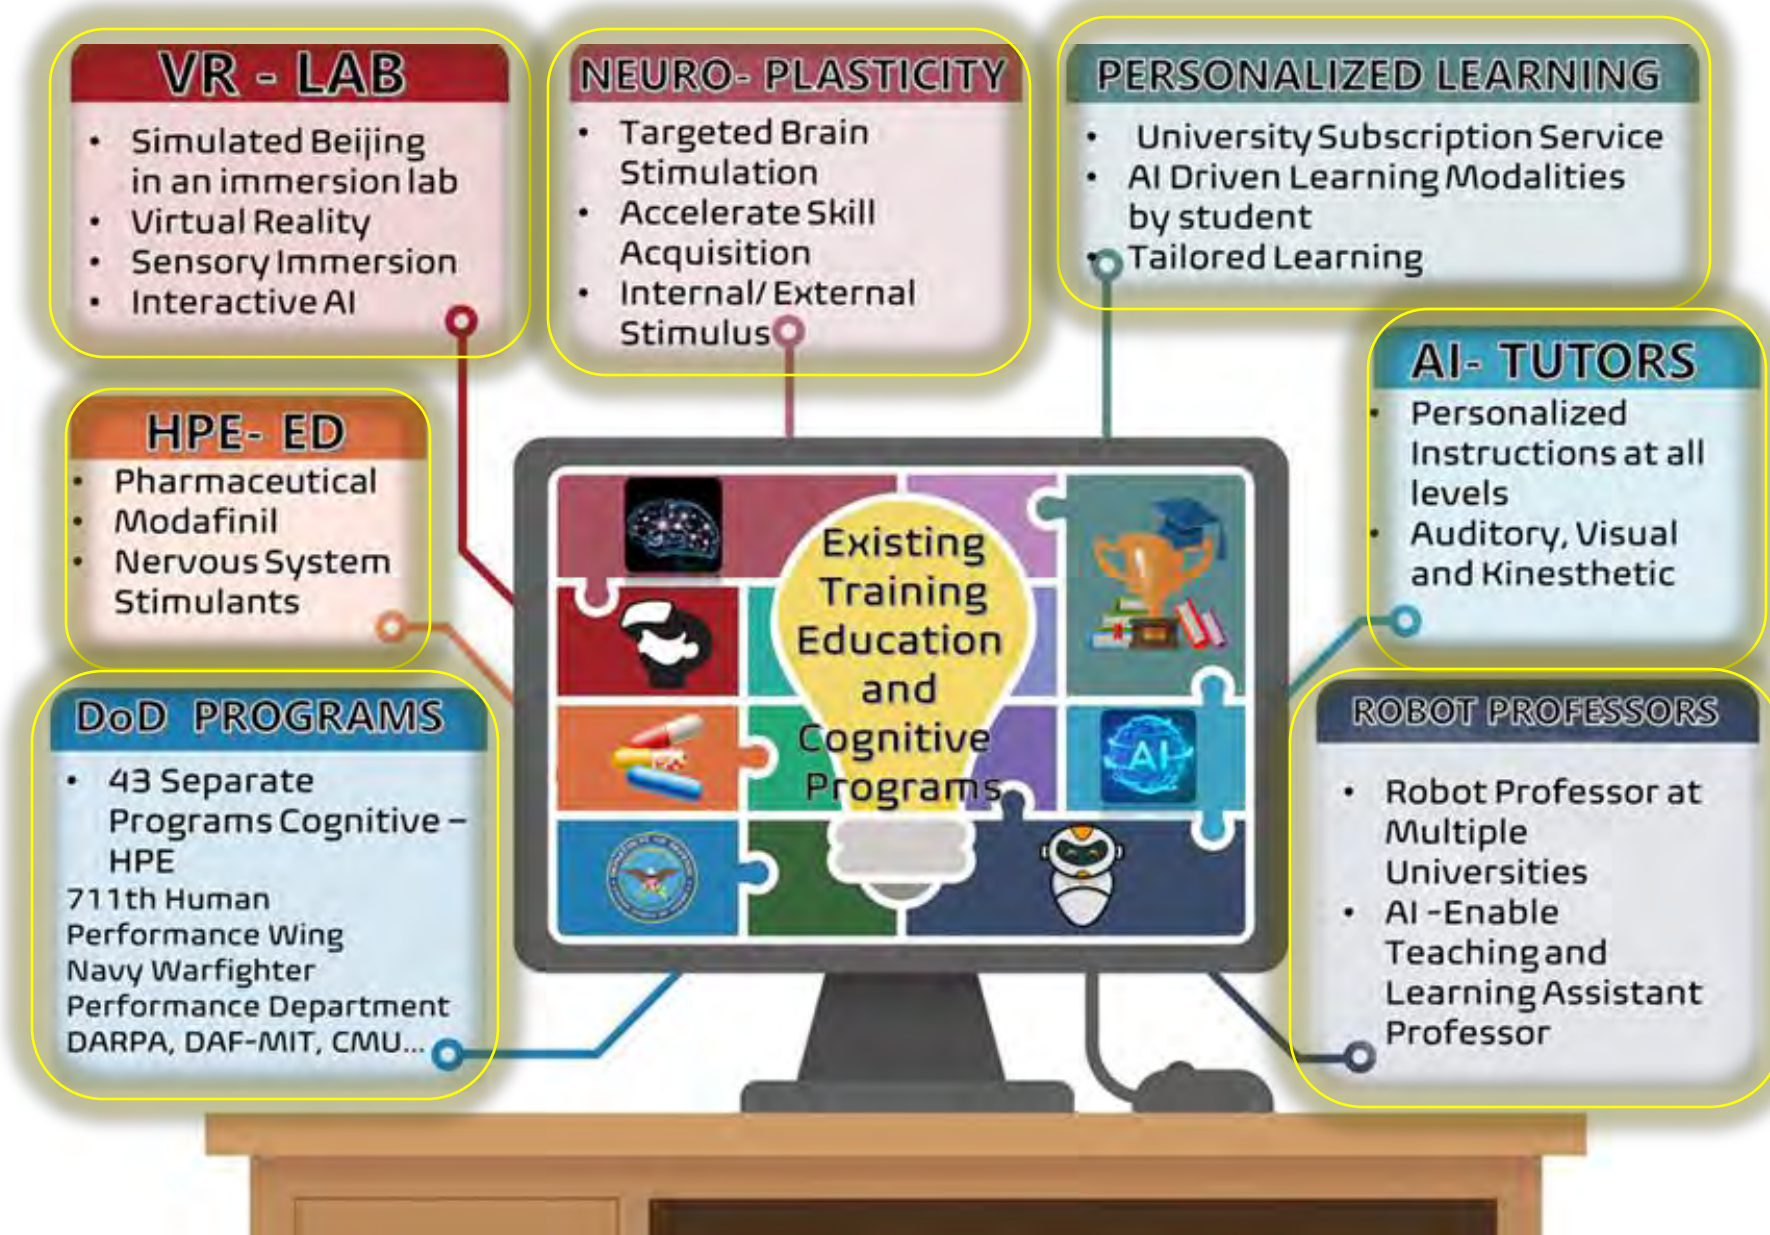 VR - LAB
• Simulated Beijing
in an immersion lab
• Virtual Reality
• Sensory Immersion
• Interactive AI
NEURO- PLASTICITY
• Targeted Brain
Stimulation
• Accelerate Skill
Acquisition
• Internal/ External
Stimulus
PERSONALIZED LEARNING
• University Subscription Service
• AI Driven Learning Modalities
by student
• Tailored Learning
HPE- ED
• Pharmaceutical
• Modafinil
• Nervous System
Stimulants
AI- TUTORS
• Personalized
Instructions at all
levels
• Auditory, Visual
and Kinesthetic
Existing
Training
Education
and
Cognitive
Programs
AI
DoD PROGRAMS
• 43 Separate
Programs Cognitive –
HPE
711th Human
Performance Wing
Navy Warfighter
Performance Department
DARPA, DAF-MIT, CMU...
ROBOT PROFESSORS
• Robot Professor at
Multiple
Universities
• AI -Enable
Teaching and
Learning Assistant
Professor